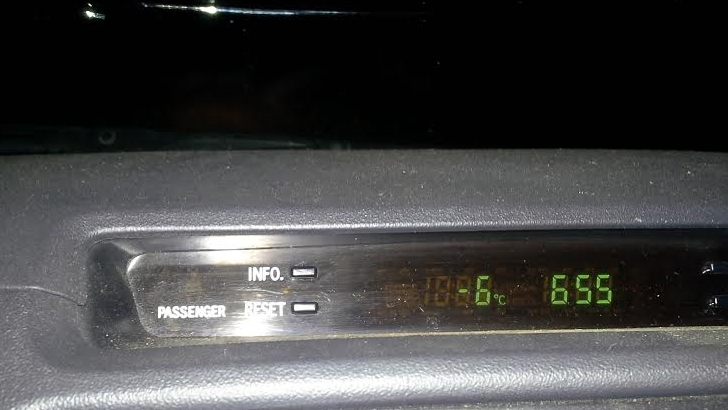 INFO.
PASSENGER RESET
-6°C 6:55